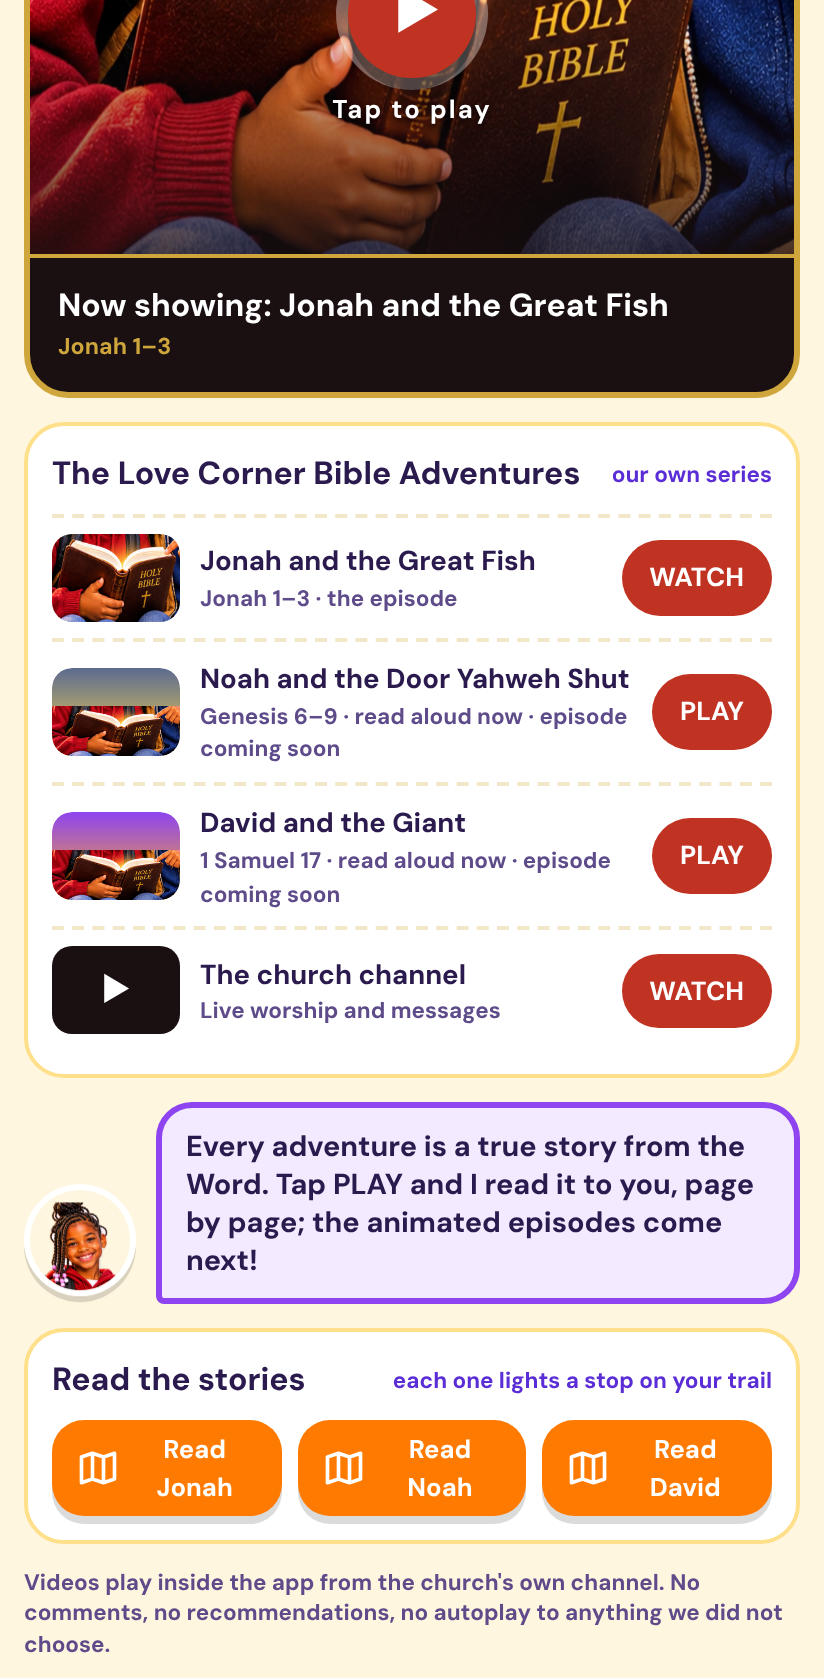 HOLY
BIBLE
Tap to play
Now showing: Jonah and the Great Fish
Jonah 1–3
The Love Corner Bible Adventures
our own series
HOLY
BIBLE
Jonah and the Great Fish
Jonah 1–3 · the episode
WATCH
HOLY
BIBLE
Noah and the Door Yahweh Shut
Genesis 6–9 · read aloud now · episode
coming soon
PLAY
HOLY
BIBLE
David and the Giant
1 Samuel 17 · read aloud now · episode
coming soon
PLAY
The church channel
Live worship and messages
WATCH
Every adventure is a true story from the
Word. Tap PLAY and I read it to you, page
by page; the animated episodes come
next!
Read the stories
each one lights a stop on your trail
Read
Jonah
Read
Noah
Read
David
Videos play inside the app from the church's own channel. No
comments, no recommendations, no autoplay to anything we did not
choose.